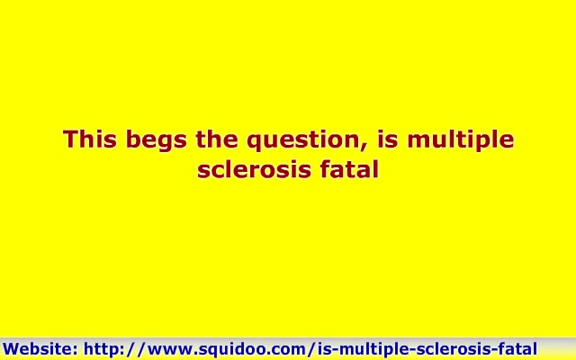 This begs the question, is multiple
sclerosis fatal
Website: http://www.squidoo.com/is-multiple-sclerosis-fatal